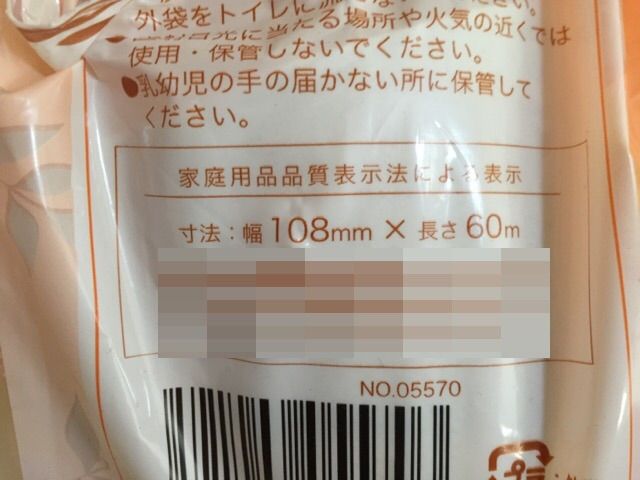 外袋をトイレに
使用・保管しないでください。
●乳幼児の手の届かない所に保管して
ください。
家庭用品品質表示法による表示
寸法：幅108mm × 長さ60m
NO.05570
プラ